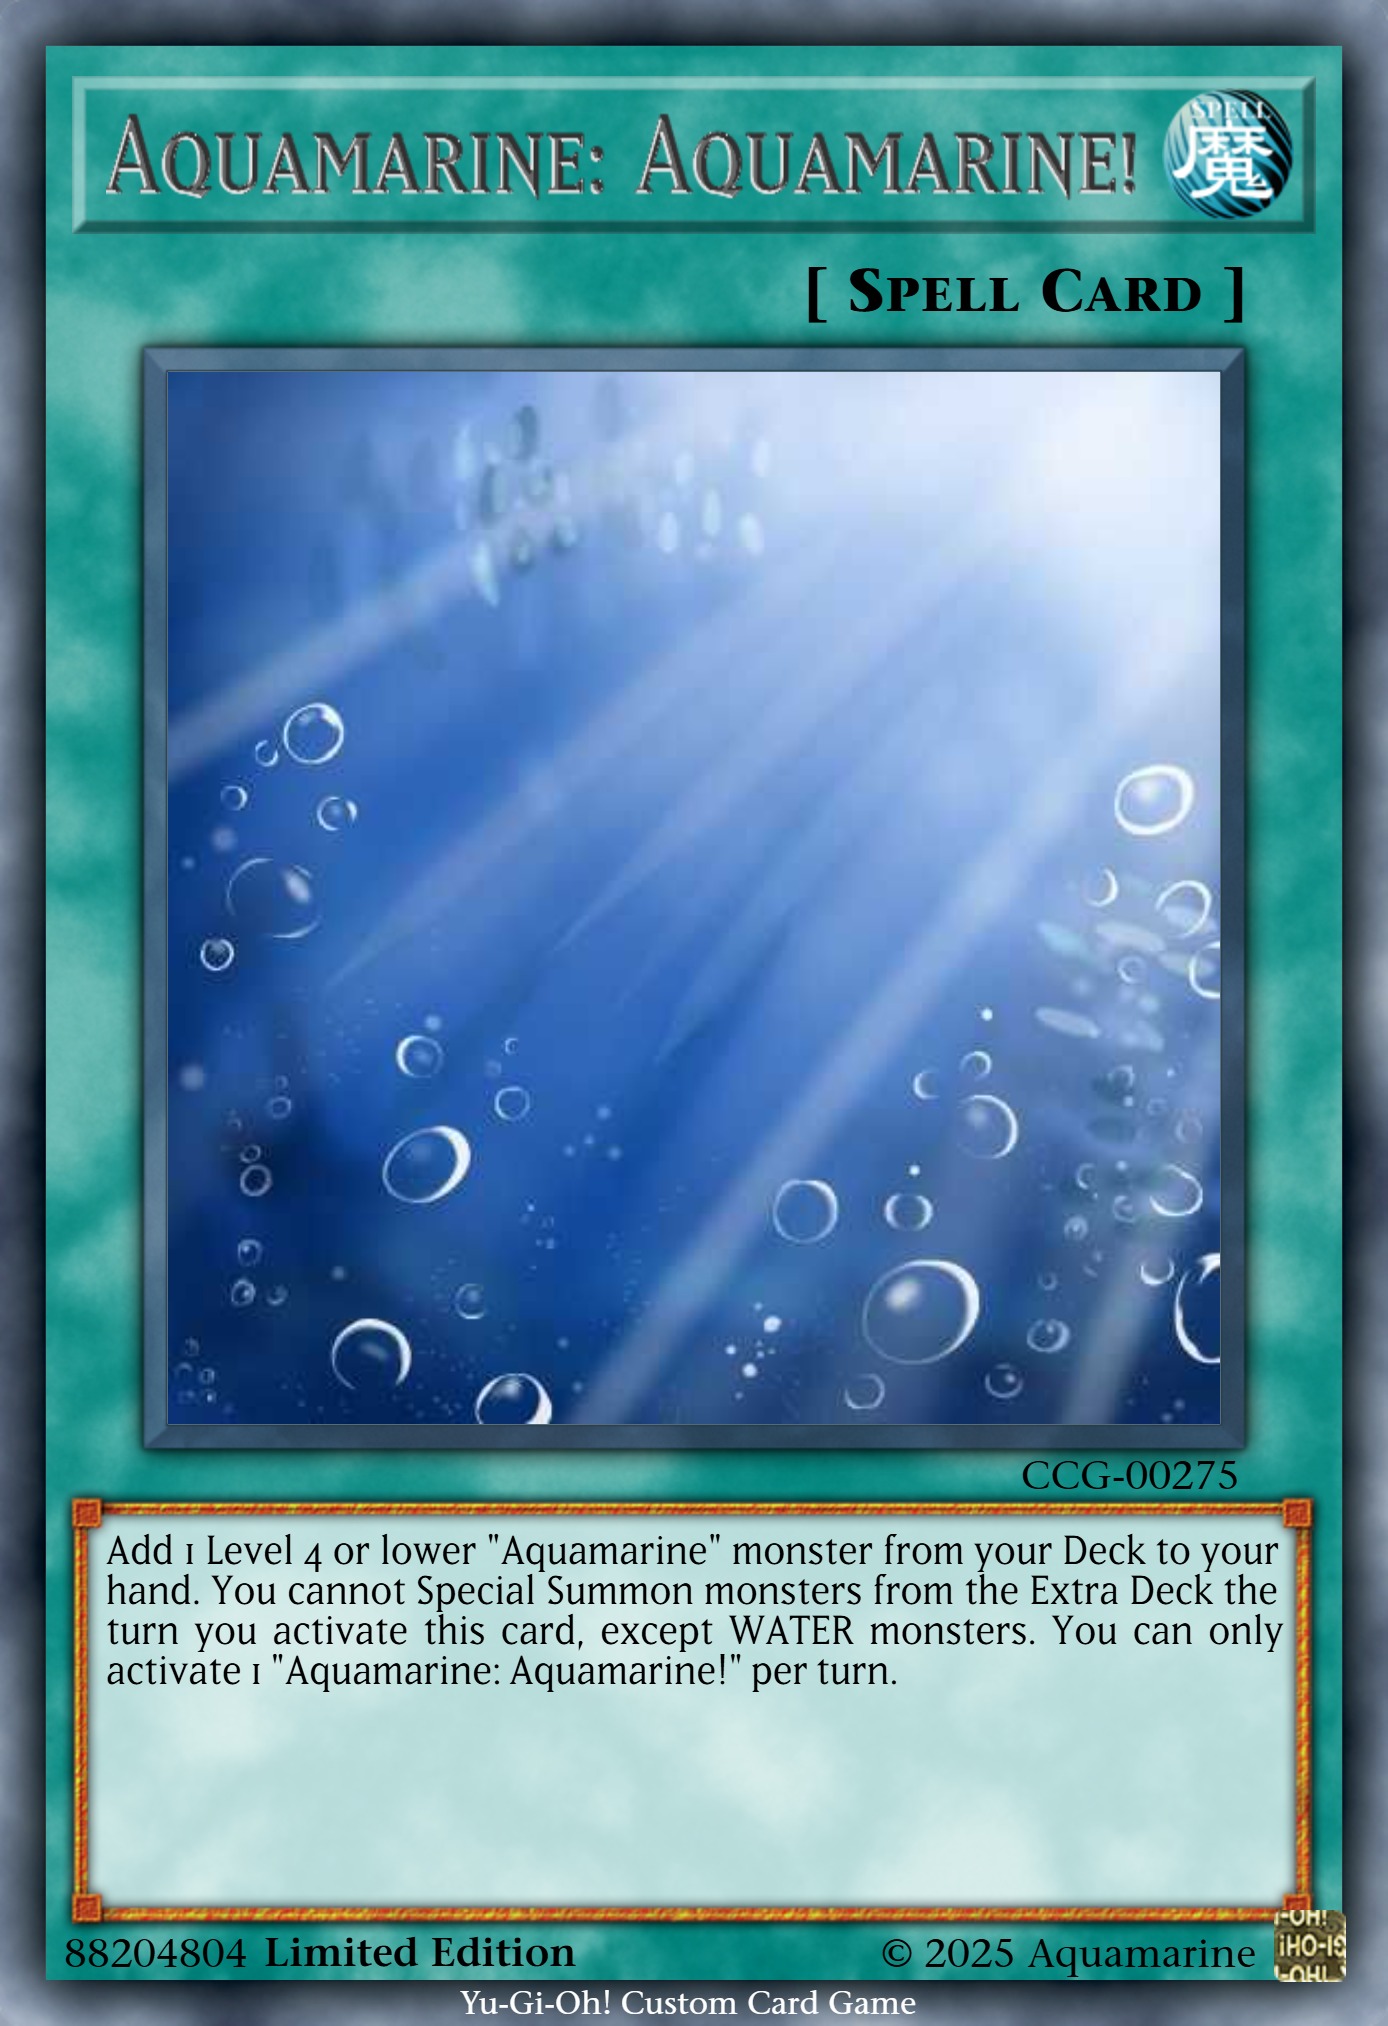 Aquamarine: Aquamarine!
SPELL
魔
[ Spell Card ]
CCG-00275
Add 1 Level 4 or lower "Aquamarine" monster from your Deck to your
hand. You cannot Special Summon monsters from the Extra Deck the
turn you activate this card, except WATER monsters. You can only
activate 1 "Aquamarine: Aquamarine!" per turn.
88204804 Limited Edition
© 2025 Aquamarine
-OH!
Yu-Gi-Oh! Custom Card Game